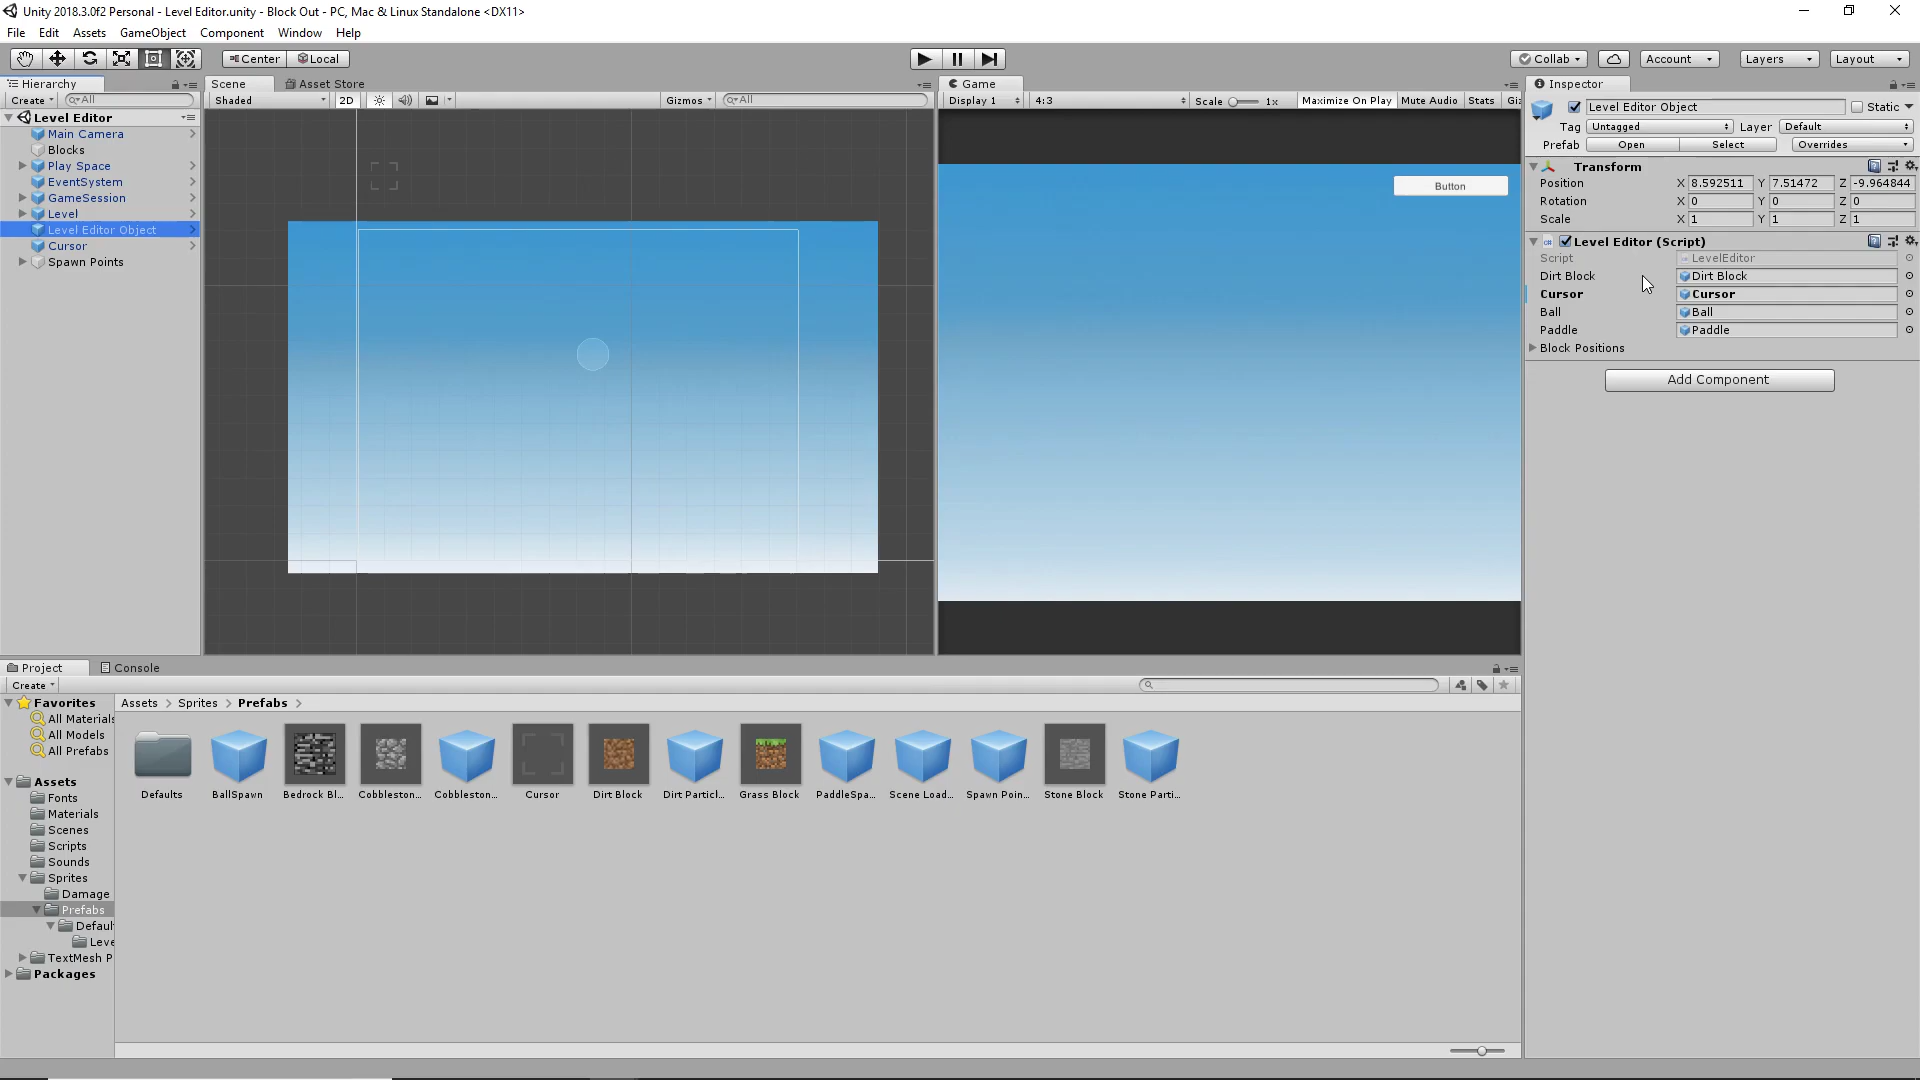 Unity 2018.3.0f2 Personal - Level Editor.unity - Block Out - PC, Mac & Linux Standalone <DX11>
File Edit Assets GameObject Component Window Help
Center Local Collab Account Layers Layout
Hierarchy
Create All
Level Editor
Main Camera
Blocks
Play Space
EventSystem
GameSession
Level
Level Editor Object
Cursor
Spawn Points
Scene Asset Store
Shaded 2D Gizmos All
Game
Display 1 4:3 Scale 1x Maximize On Play Mute Audio Stats Giz
Button
Inspector
Level Editor Object Static
Tag Untagged Layer Default
Prefab Open Select Overrides
Transform
Position X 8.592511 Y 7.51472 Z -9.964844
Rotation X 0 Y 0 Z 0
Scale X 1 Y 1 Z 1
Level Editor (Script)
Script LevelEditor
Dirt Block Dirt Block
Cursor Cursor
Ball Ball
Paddle Paddle
Block Positions
Add Component
Project Console
Create
Favorites
All Materials
All Models
All Prefabs
Assets
Fonts
Materials
Scenes
Scripts
Sounds
Sprites
Damage
Prefabs
Defaul
Leve
TextMesh P
Packages
Assets Sprites Prefabs
Defaults BallSpawn Bedrock Bl... Cobbleston... Cobbleston... Cursor Dirt Block Dirt Particl... Grass Block PaddleSpa... Scene Load... Spawn Poin... Stone Block Stone Parti...